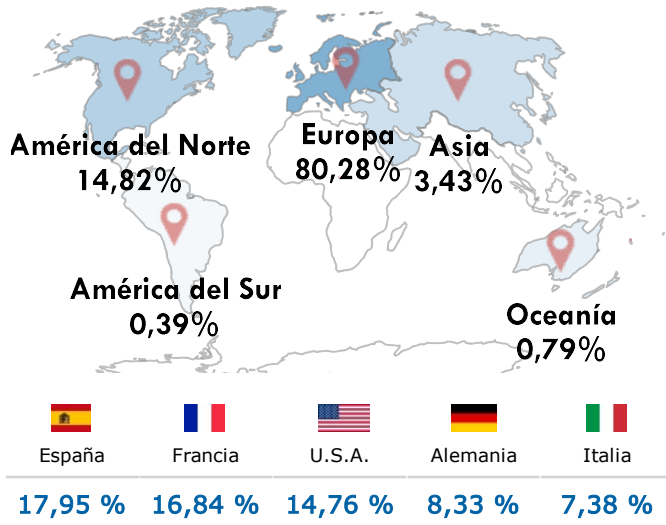 América del Norte
14,82%
Europa
80,28%
Asia
3,43%
América del Sur
0,39%
Oceanía
0,79%
España
Francia
U.S.A.
Alemania
Italia
17,95 %
16,84 %
14,76 %
8,33 %
7,38 %